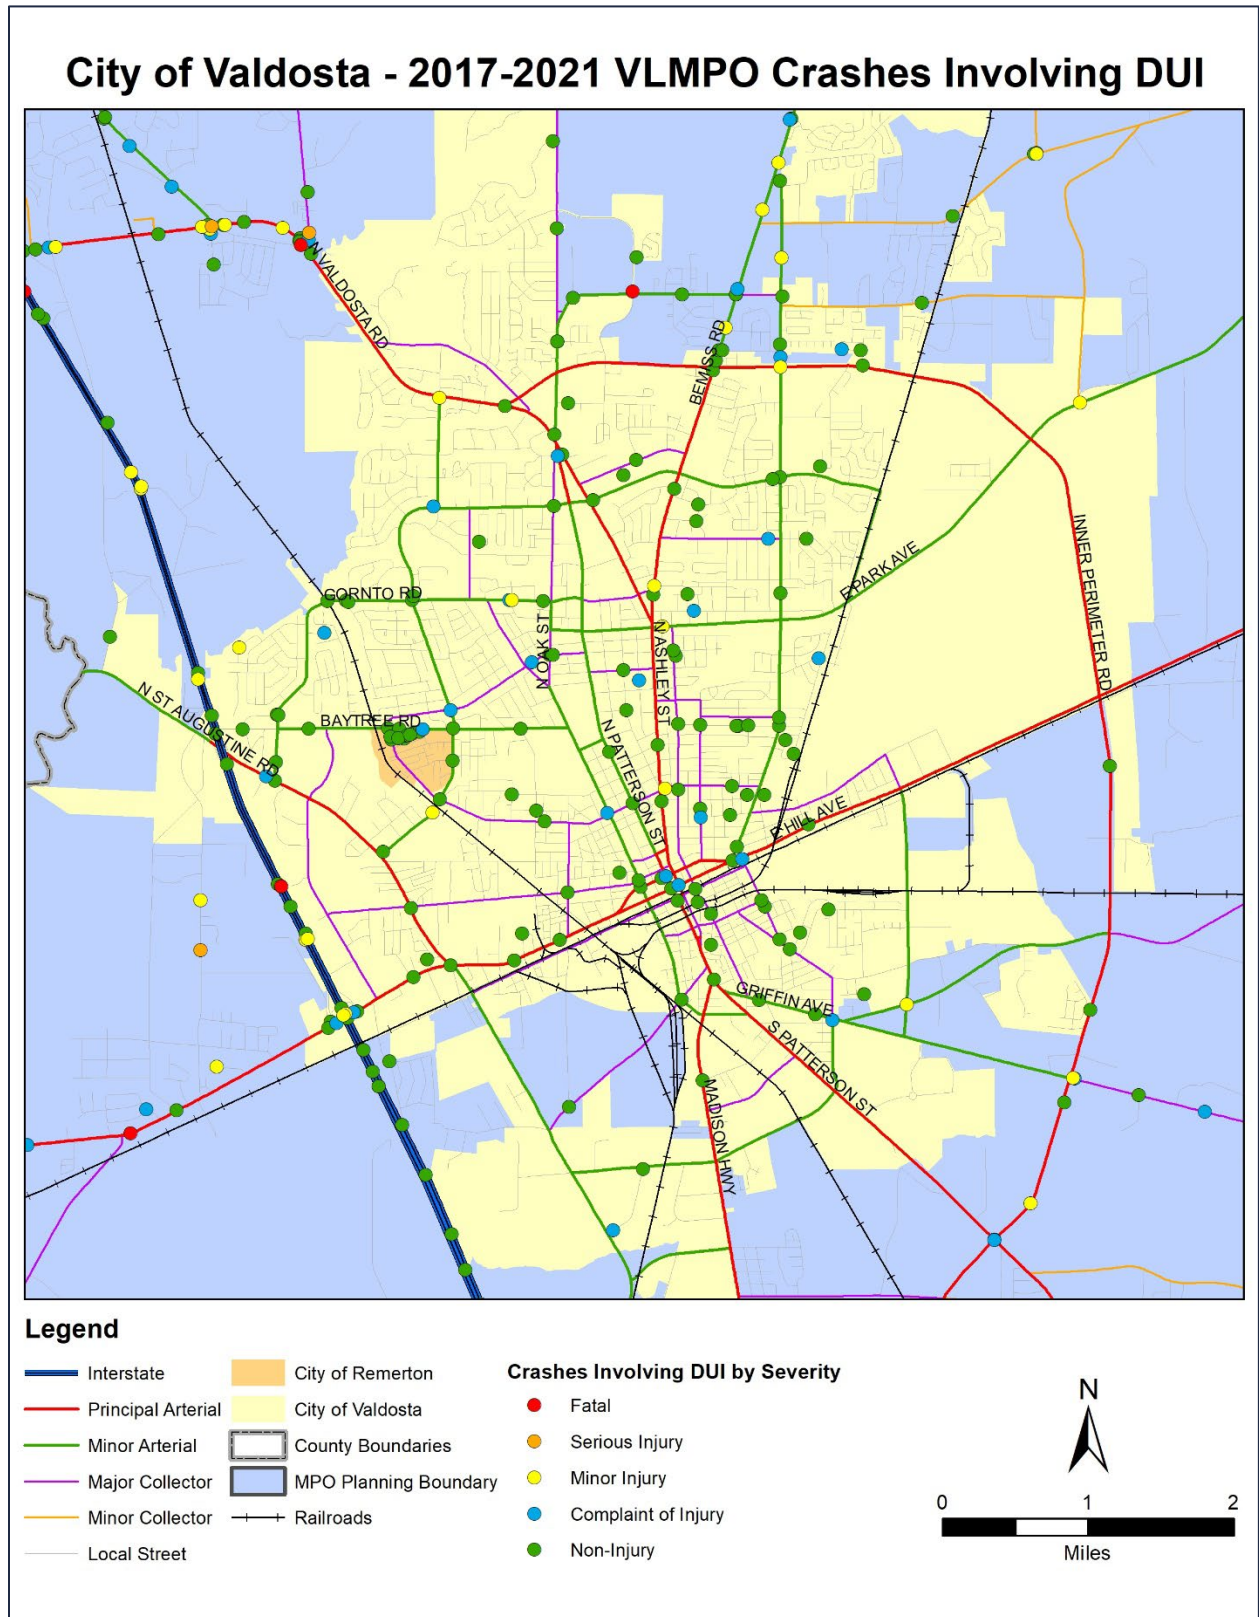 City of Valdosta - 2017-2021 VLMPO Crashes Involving DUI
N VALDOSTA RD
BEMISS RD
INNER PERIMETER RD
E PARK AVE
GORNTO RD
N OAK ST
N ASHLEY ST
N ST AUGUSTINE RD
BAYTREE RD
N PATTERSON ST
E HILL AVE
GRIFFIN AVE
S PATTERSON ST
MADISON HWY
Legend
Interstate
Principal Arterial
Minor Arterial
Major Collector
Minor Collector
Local Street
City of Remerton
City of Valdosta
County Boundaries
MPO Planning Boundary
Railroads
Crashes Involving DUI by Severity
Fatal
Serious Injury
Minor Injury
Complaint of Injury
Non-Injury
N
0 1 2
Miles